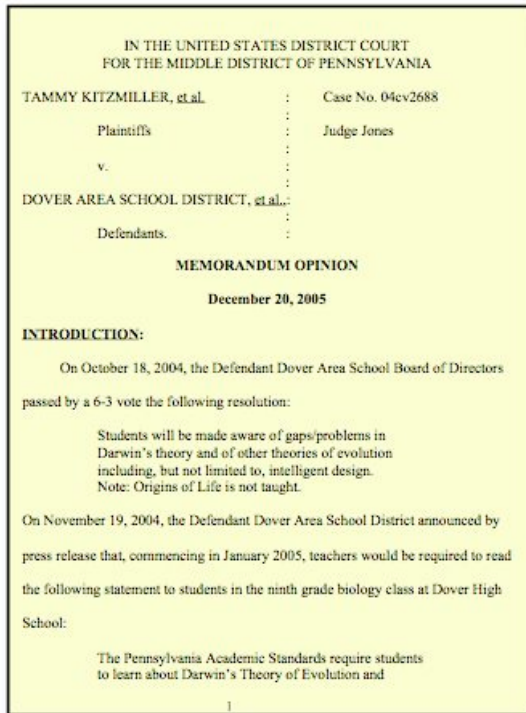 IN THE UNITED STATES DISTRICT COURT
FOR THE MIDDLE DISTRICT OF PENNSYLVANIA
TAMMY KITZMILLER, et al. : Case No. 04cv2688
:
Plaintiffs : Judge Jones
:
v. :
:
DOVER AREA SCHOOL DISTRICT, et al.,:
:
Defendants. :
MEMORANDUM OPINION
December 20, 2005
INTRODUCTION:
On October 18, 2004, the Defendant Dover Area School Board of Directors
passed by a 6-3 vote the following resolution:
Students will be made aware of gaps/problems in
Darwin's theory and of other theories of evolution
including, but not limited to, intelligent design.
Note: Origins of Life is not taught.
On November 19, 2004, the Defendant Dover Area School District announced by
press release that, commencing in January 2005, teachers would be required to read
the following statement to students in the ninth grade biology class at Dover High
School:
The Pennsylvania Academic Standards require students
to learn about Darwin's Theory of Evolution and
1